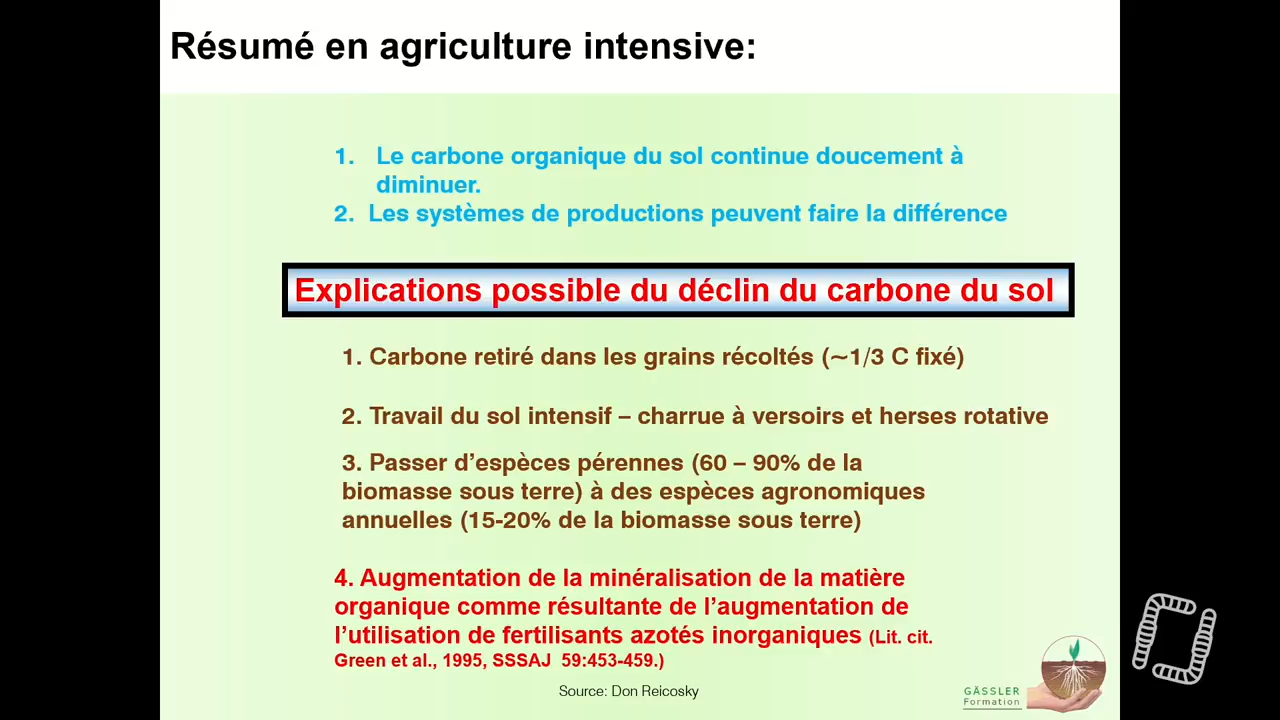 Résumé en agriculture intensive:
1. Le carbone organique du sol continue doucement à
diminuer.
2. Les systèmes de productions peuvent faire la différence
Explications possible du déclin du carbone du sol
1. Carbone retiré dans les grains récoltés (~1/3 C fixé)
2. Travail du sol intensif – charrue à versoirs et herses rotative
3. Passer d’espèces pérennes (60 – 90% de la
biomasse sous terre) à des espèces agronomiques
annuelles (15-20% de la biomasse sous terre)
4. Augmentation de la minéralisation de la matière
organique comme résultante de l’augmentation de
l’utilisation de fertilisants azotés inorganiques (Lit. cit.
Green et al., 1995, SSSAJ 59:453-459.)
Source: Don Reicosky
GÄSSLER
Formation